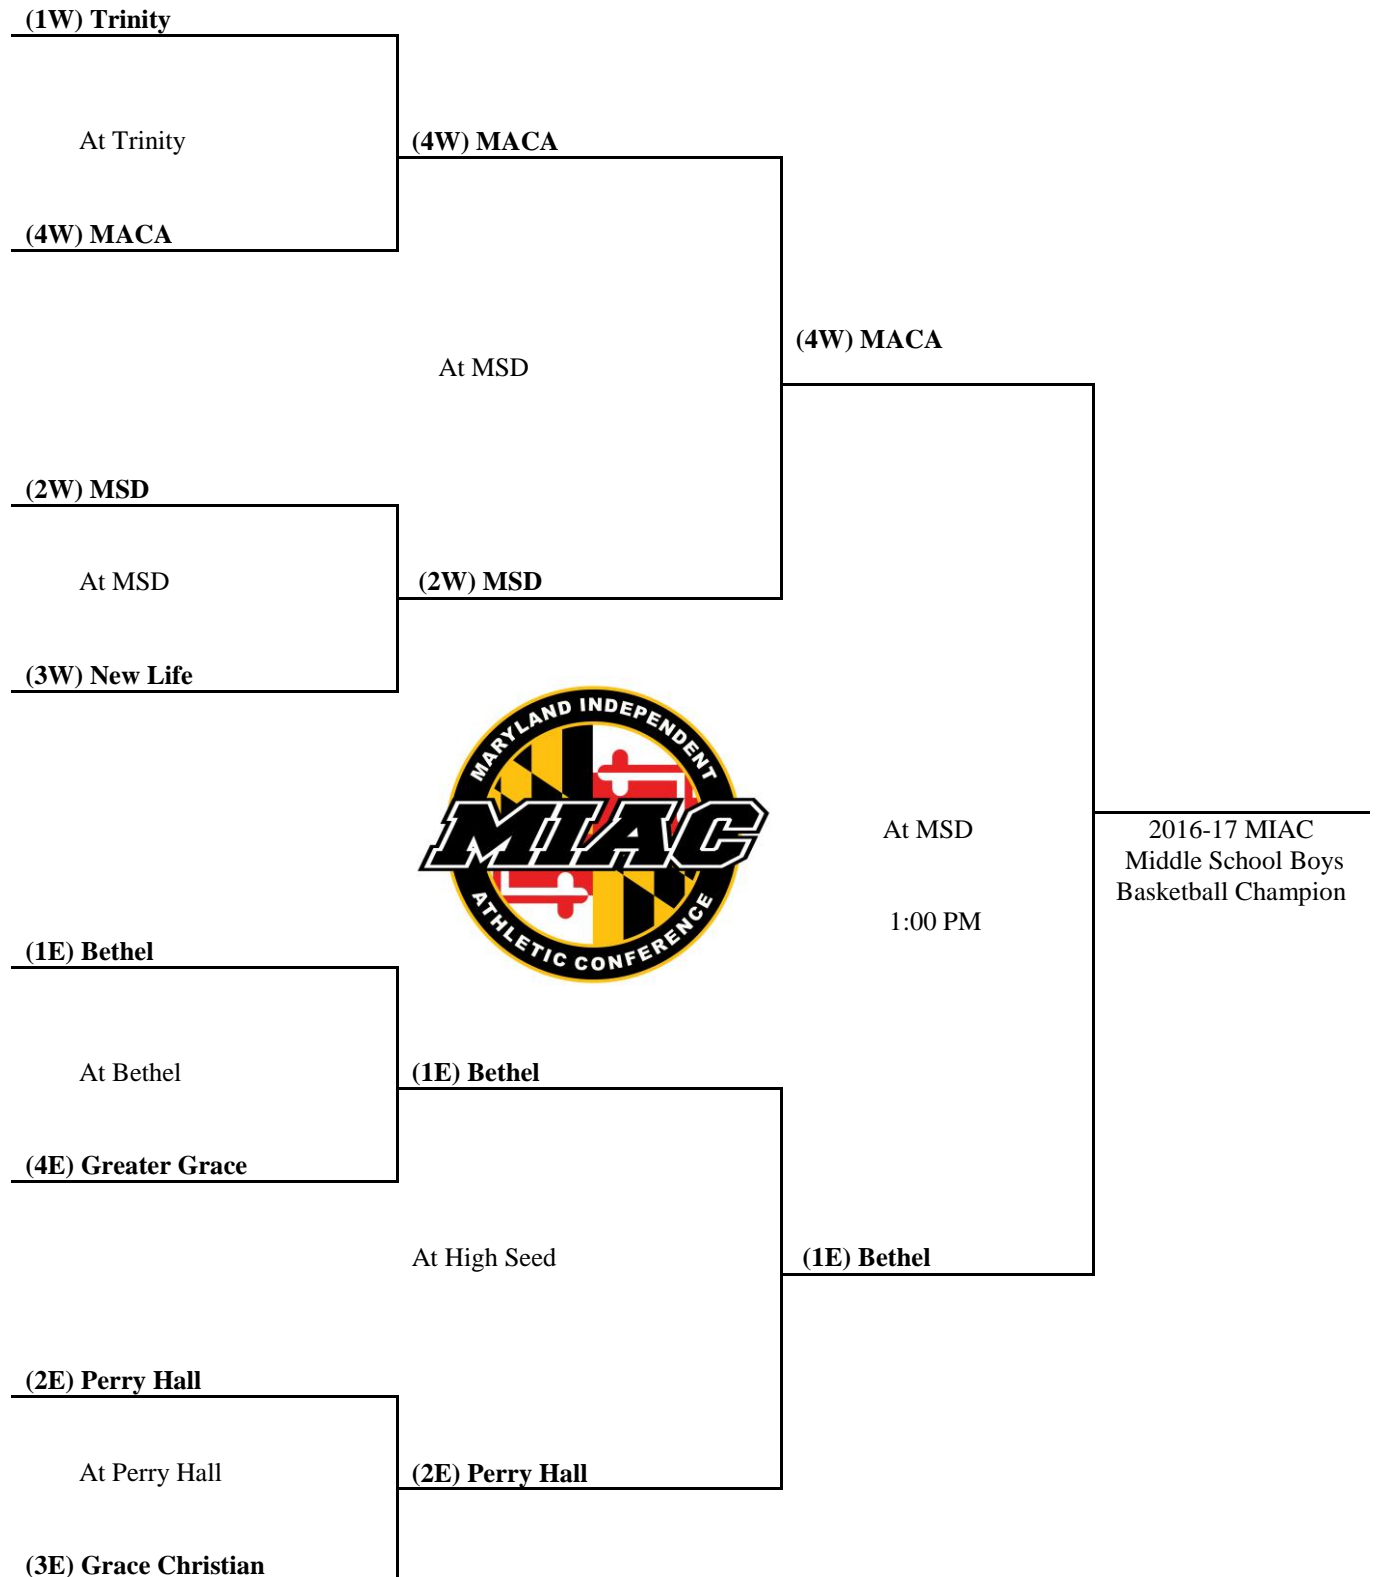 (1W) Trinity
At Trinity
(4W) MACA
(4W) MACA
(4W) MACA
At MSD
(2W) MSD
At MSD
(2W) MSD
(3W) New Life
MARYLAND INDEPENDENT
MIAC
ATHLETIC CONFERENCE
At MSD
1:00 PM
2016-17 MIAC
Middle School Boys
Basketball Champion
(1E) Bethel
At Bethel
(1E) Bethel
(4E) Greater Grace
At High Seed
(1E) Bethel
(2E) Perry Hall
At Perry Hall
(2E) Perry Hall
(3E) Grace Christian